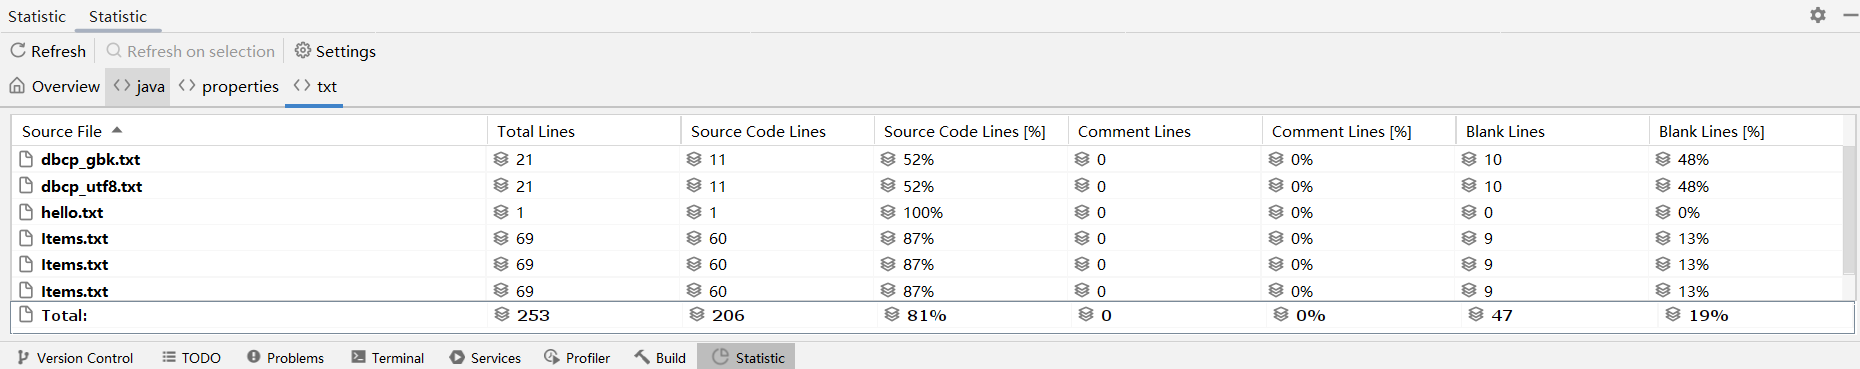 Statistic Statistic
Refresh Refresh on selection Settings
Overview java properties txt
Source File Total Lines Source Code Lines Source Code Lines [%] Comment Lines Comment Lines [%] Blank Lines Blank Lines [%]
dbcp_gbk.txt 21 11 52% 0 0% 10 48%
dbcp_utf8.txt 21 11 52% 0 0% 10 48%
hello.txt 1 1 100% 0 0% 0 0%
Items.txt 69 60 87% 0 0% 9 13%
Items.txt 69 60 87% 0 0% 9 13%
Items.txt 69 60 87% 0 0% 9 13%
Total: 253 206 81% 0 0% 47 19%
Version Control TODO Problems Terminal Services Profiler Build Statistic